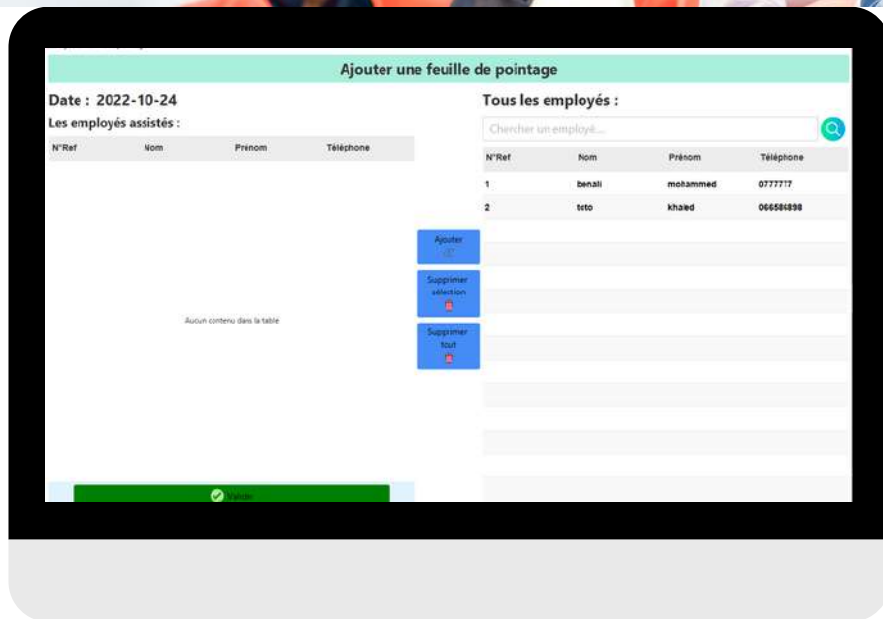 Ajouter une feuille de pointage
Date : 2022-10-24
Les employés assistés :
N°Ref Nom Prénom Téléphone
Aucun contenu dans la table
Ajouter
Supprimer
sélection
Supprimer
tout
Valider
Tous les employés :
Chercher un employé...
N°Ref Nom Prénom Téléphone
1 benali mohammed 0777777
2 toto khaled